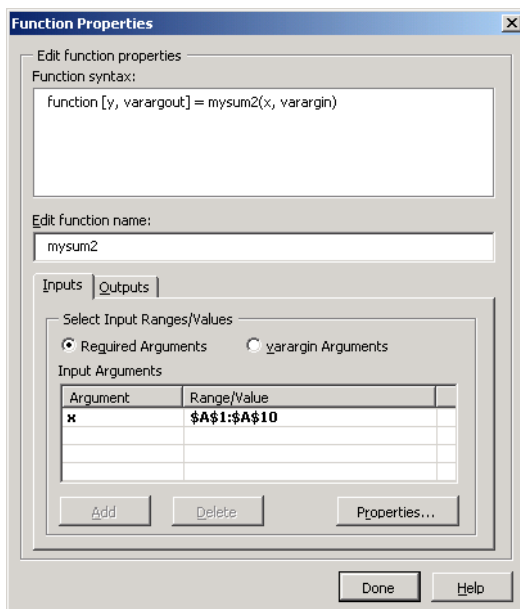 Function Properties
Edit function properties
Function syntax:
function [y, varargout] = mysum2(x, varargin)
Edit function name:
mysum2
Inputs Outputs
Select Input Ranges/Values
Required Arguments varargin Arguments
Input Arguments
Argument Range/Value
x $A$1:$A$10
Add Delete Properties...
Done Help